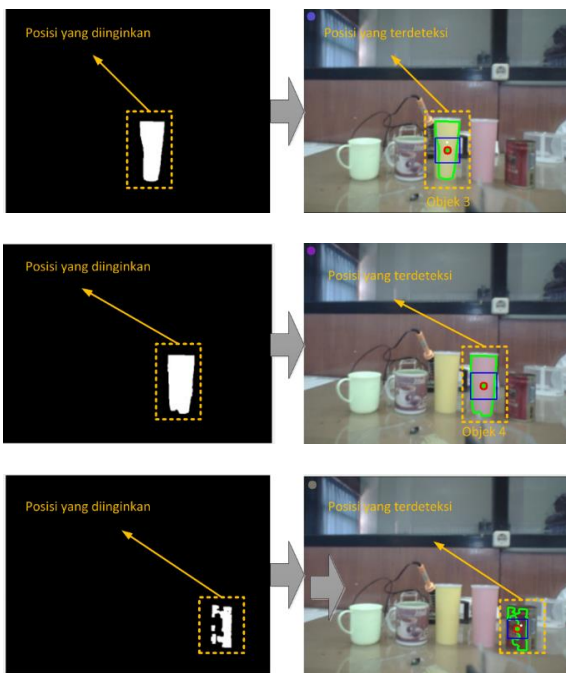 Posisi yang diinginkan
Posisi yang terdeteksi
Objek 3
Posisi yang diinginkan
Posisi yang terdeteksi
Objek 4
Posisi yang diinginkan
Posisi yang terdeteksi